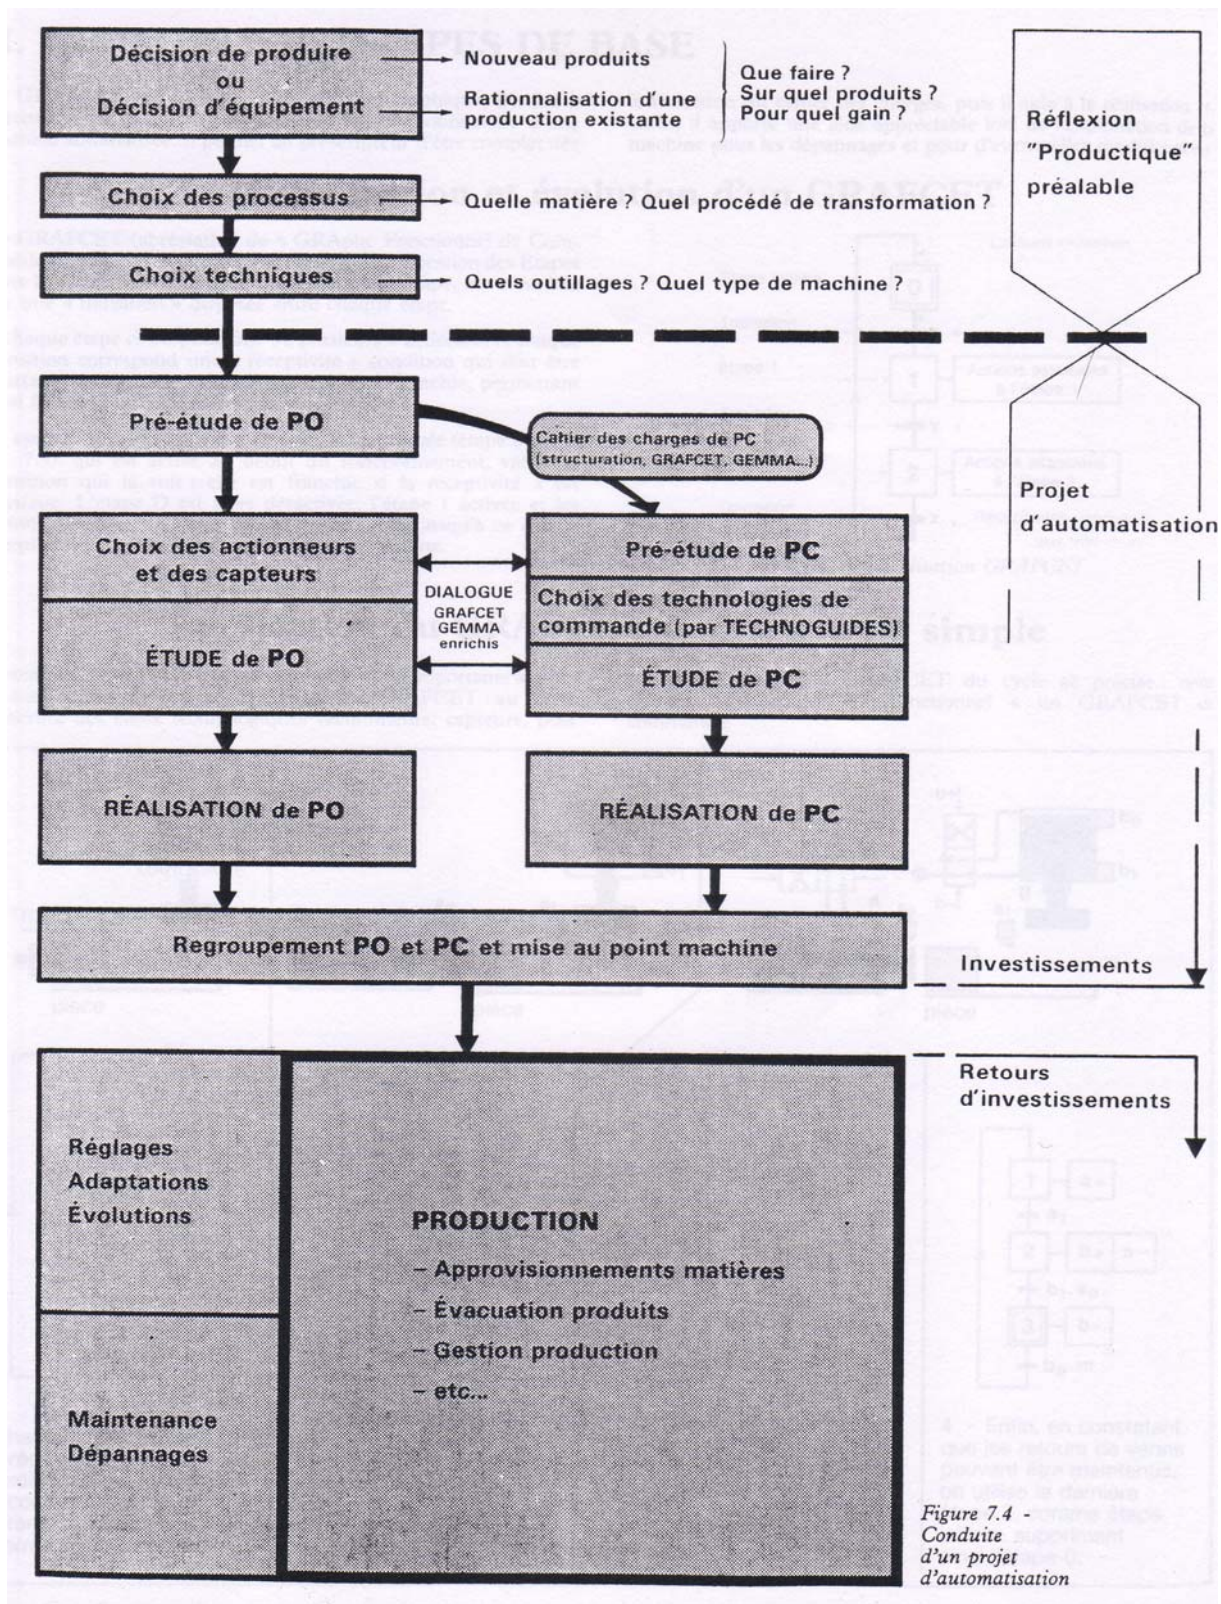 Décision de produire
ou
Décision d'équipement
Nouveau produits
Rationnalisation d'une
production existante
Que faire ?
Sur quel produits ?
Pour quel gain ?
Réflexion
"Productique"
préalable
Choix des processus
Quelle matière ? Quel procédé de transformation ?
Choix techniques
Quels outillages ? Quel type de machine ?
Pré-étude de PO
Cahier des charges de PC
(structuration, GRAFCET, GEMMA...)
Projet
d'automatisation
Choix des actionneurs
et des capteurs
DIALOGUE
GRAFCET
GEMMA
enrichis
Pré-étude de PC
Choix des technologies de
commande (par TECHNOGUIDES)
ÉTUDE de PO
ÉTUDE de PC
RÉALISATION de PO
RÉALISATION de PC
Regroupement PO et PC et mise au point machine
Investissements
Retours
d'investissements
Réglages
Adaptations
Évolutions
PRODUCTION
– Approvisionnements matières
– Évacuation produits
– Gestion production
– etc...
Maintenance
Dépannages
Figure 7.4 -
Conduite
d'un projet
d'automatisation